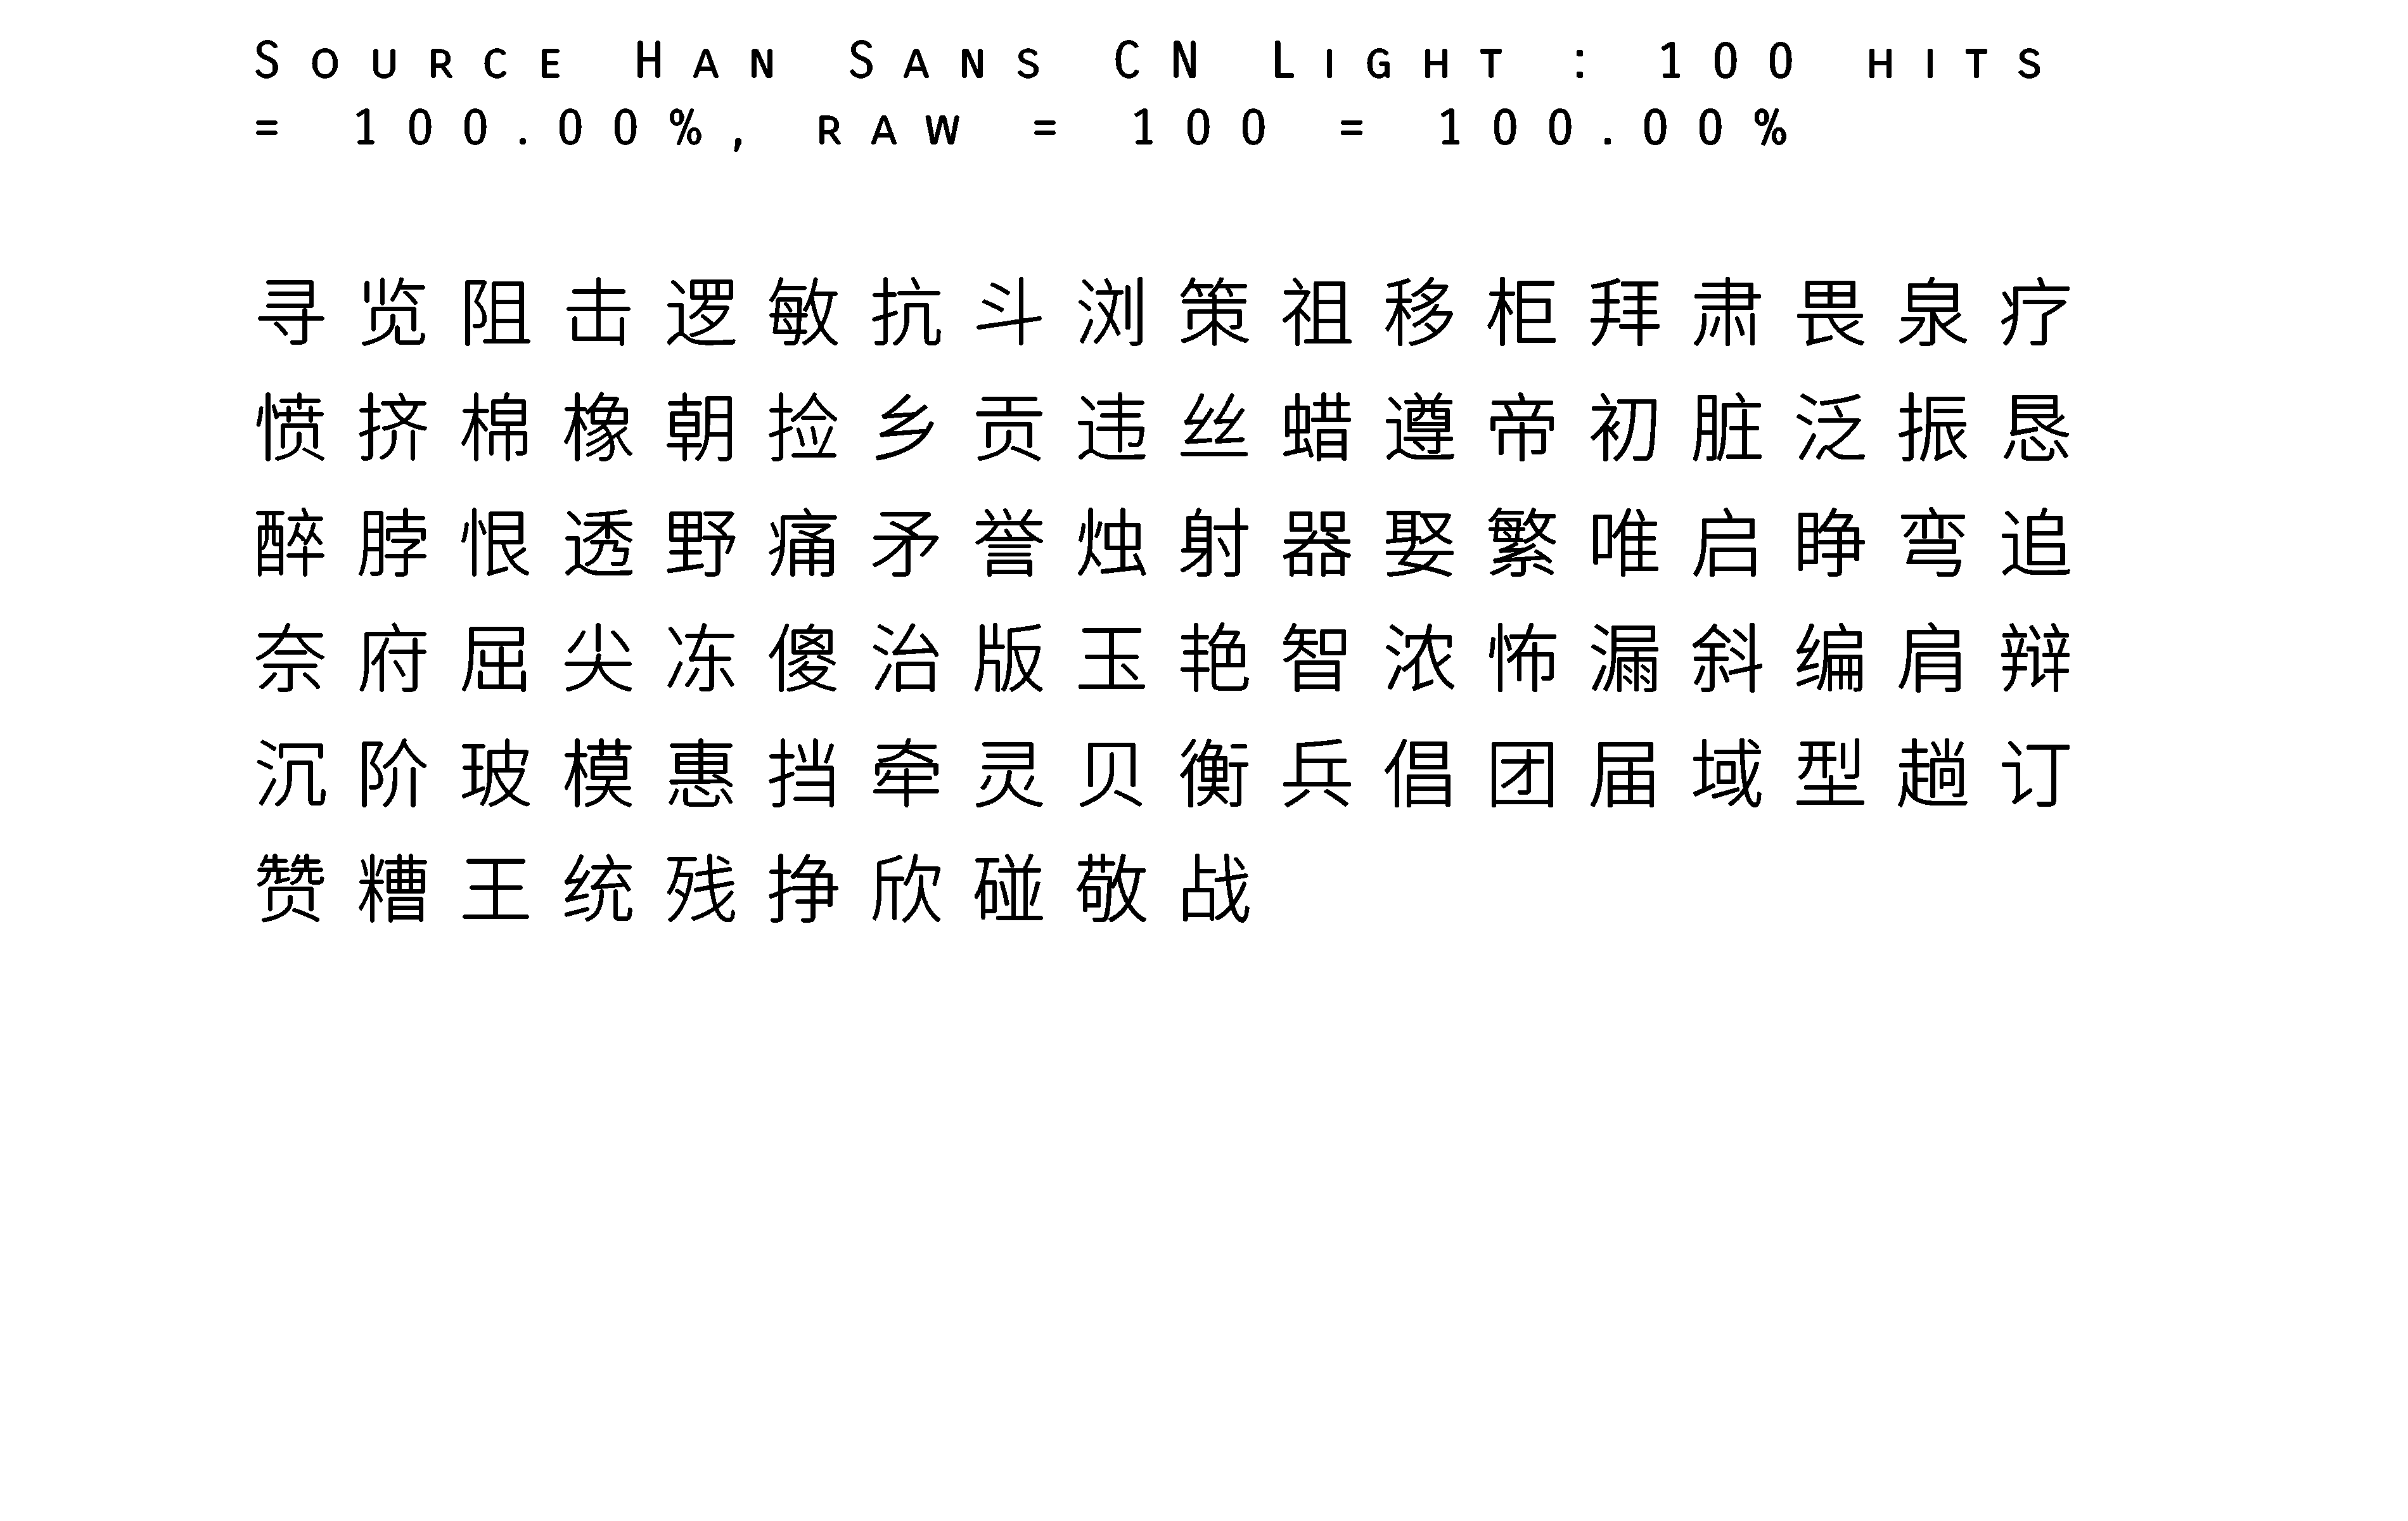 Source Han Sans CN Light : 100 hits
= 100.00%, raw = 100 = 100.00%
寻览阻击逻敏抗斗浏策祖移柜拜肃畏泉疗
愤挤棉橡朝捡乡贡违丝蜡遵帝初脏泛振恳
醉脖恨透野痛矛誉烛射器娶繁唯启睁弯追
奈府屈尖冻傻治版玉艳智浓怖漏斜编肩辩
沉阶玻模惠挡牵灵贝衡兵倡团届域型趟订
赞糟王统残挣欣碰敬战